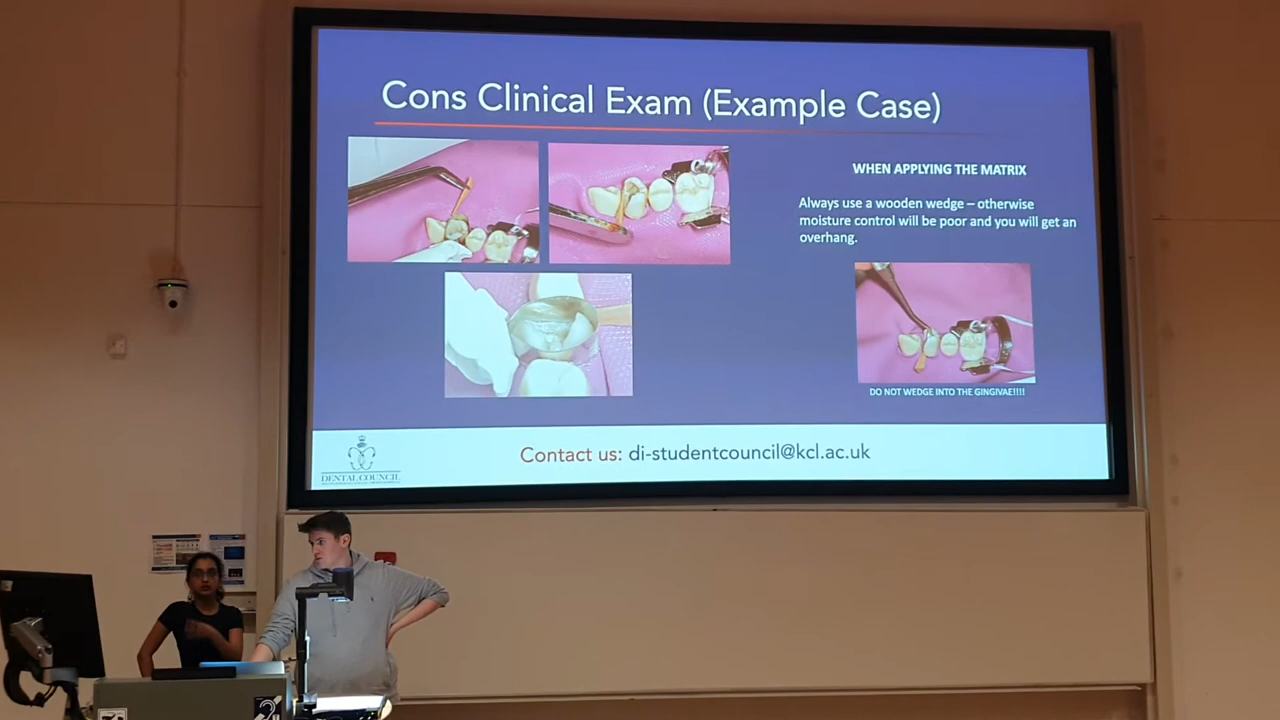 Cons Clinical Exam (Example Case)
WHEN APPLYING THE MATRIX
Always use a wooden wedge – otherwise
moisture control will be poor and you will get an
overhang.
DO NOT WEDGE INTO THE GINGIVAE!!!!
Contact us: di-studentcouncil@kcl.ac.uk
DENTAL COUNCIL